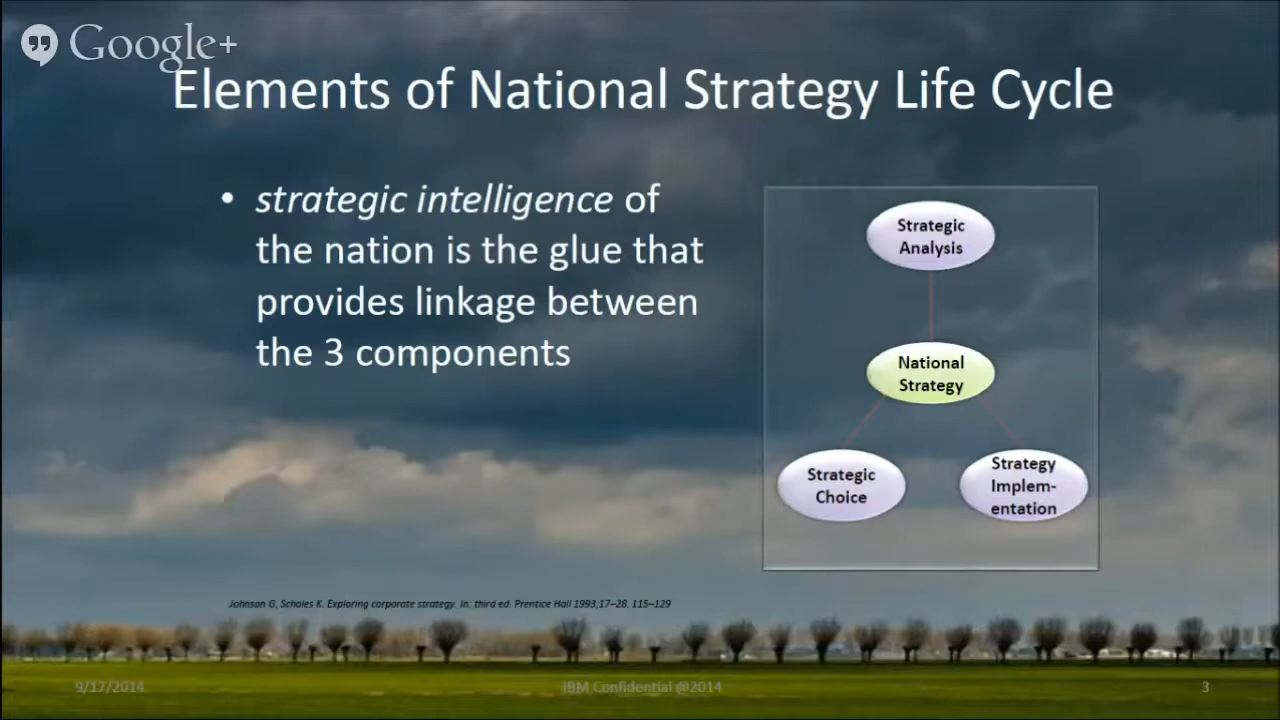 Google+
Elements of National Strategy Life Cycle
• strategic intelligence of
the nation is the glue that
provides linkage between
the 3 components
Strategic
Analysis
National
Strategy
Strategic
Choice
Strategy
Implem-
entation
Johnson G, Scholes K. Exploring corporate strategy. In: third ed. Prentice Hall 1993;17–28. 115–129
9/17/2014
IBM Confidential @2014
3